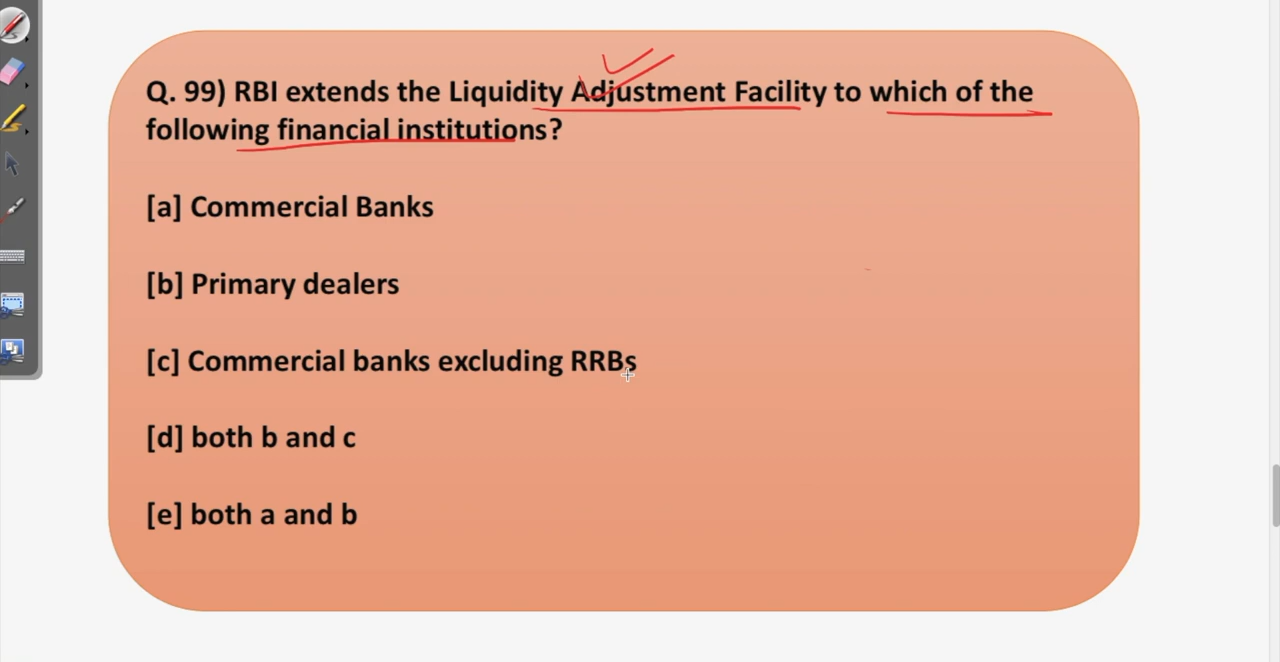 Q. 99) RBI extends the Liquidity Adjustment Facility to which of the
following financial institutions?
[a] Commercial Banks
[b] Primary dealers
[c] Commercial banks excluding RRBs
[d] both b and c
[e] both a and b